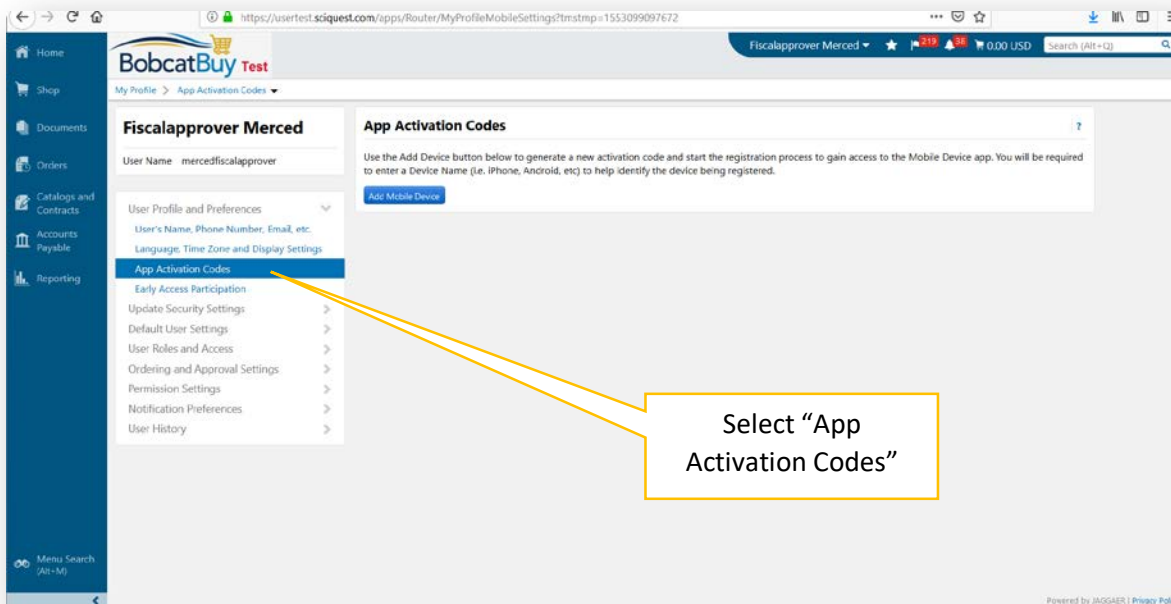 https://usertest.sciquest.com/apps/Router/MyProfileMobileSettings?tmstmp=1553099097672
Home
Shop
Documents
Orders
Catalogs and
Contracts
Accounts
Payable
Reporting
Menu Search
(Alt+M)
BobcatBuy Test
Fiscalapprover Merced
219
38
0.00 USD
Search (Alt+Q)
My Profile > App Activation Codes
Fiscalapprover Merced
User Name mercedfiscalapprover
User Profile and Preferences
User's Name, Phone Number, Email, etc.
Language, Time Zone and Display Settings
App Activation Codes
Early Access Participation
Update Security Settings
Default User Settings
User Roles and Access
Ordering and Approval Settings
Permission Settings
Notification Preferences
User History
App Activation Codes
?
Use the Add Device button below to generate a new activation code and start the registration process to gain access to the Mobile Device app. You will be required
to enter a Device Name (i.e. iPhone, Android, etc) to help identify the device being registered.
Add Mobile Device
Select “App
Activation Codes”
Powered by JAGGAER | Privacy Pol